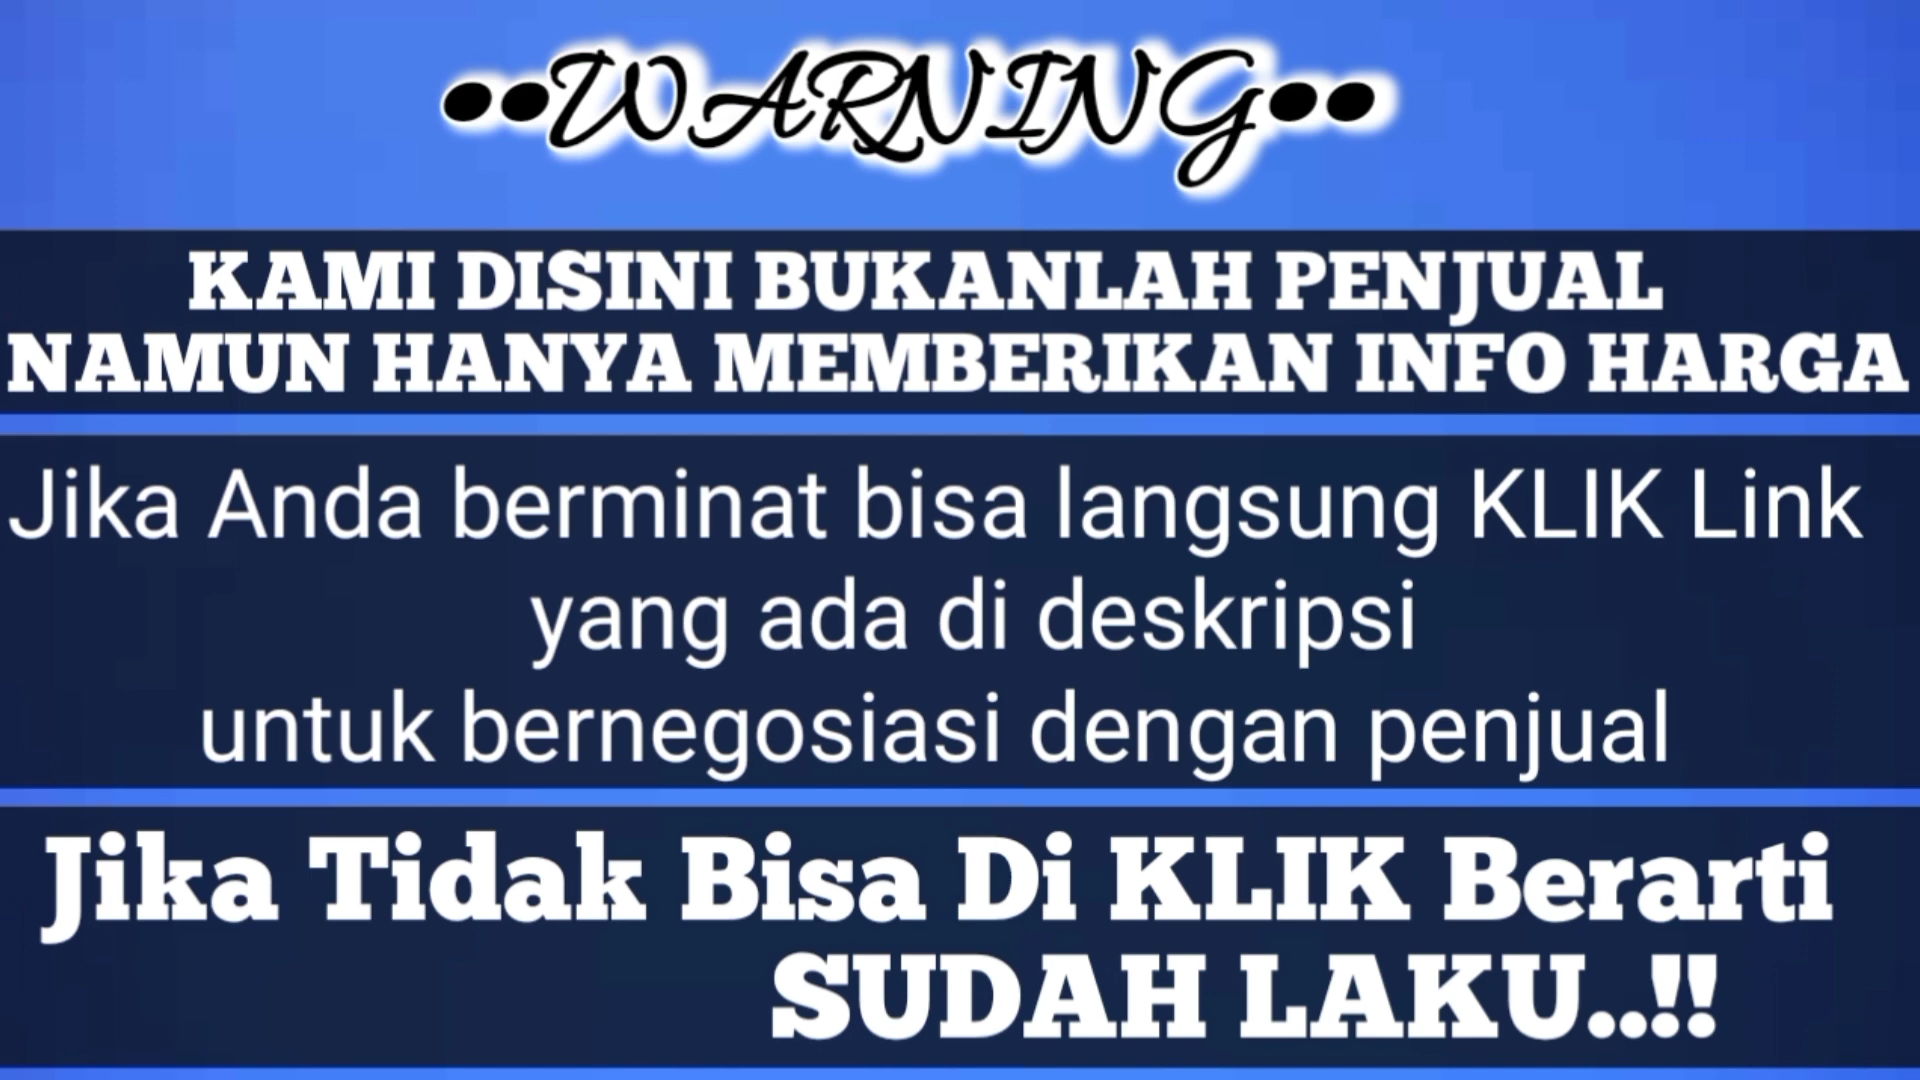 ••WARNING••
KAMI DISINI BUKANLAH PENJUAL
NAMUN HANYA MEMBERIKAN INFO HARGA
Jika Anda berminat bisa langsung KLIK Link
yang ada di deskripsi
untuk bernegosiasi dengan penjual
Jika Tidak Bisa Di KLIK Berarti
SUDAH LAKU..!!